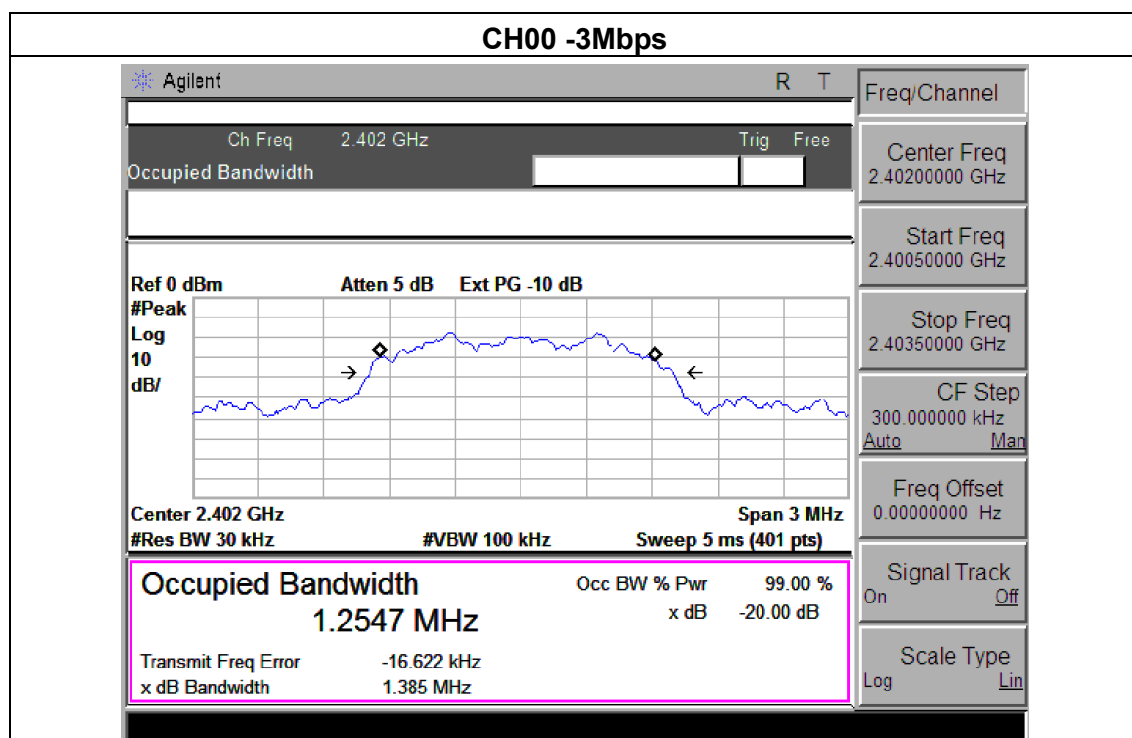 CH00 -3Mbps
Agilent R T
Ch Freq 2.402 GHz Trig Free
Occupied Bandwidth
Ref 0 dBm Atten 5 dB Ext PG -10 dB
#Peak
Log
10
dB/
Center 2.402 GHz Span 3 MHz
#Res BW 30 kHz #VBW 100 kHz Sweep 5 ms (401 pts)
Occupied Bandwidth Occ BW % Pwr 99.00 %
1.2547 MHz x dB -20.00 dB
Transmit Freq Error -16.622 kHz
x dB Bandwidth 1.385 MHz
Freq/Channel
Center Freq
2.40200000 GHz
Start Freq
2.40050000 GHz
Stop Freq
2.40350000 GHz
CF Step
300.000000 kHz
Auto Man
Freq Offset
0.00000000 Hz
Signal Track
On Off
Scale Type
Log Lin